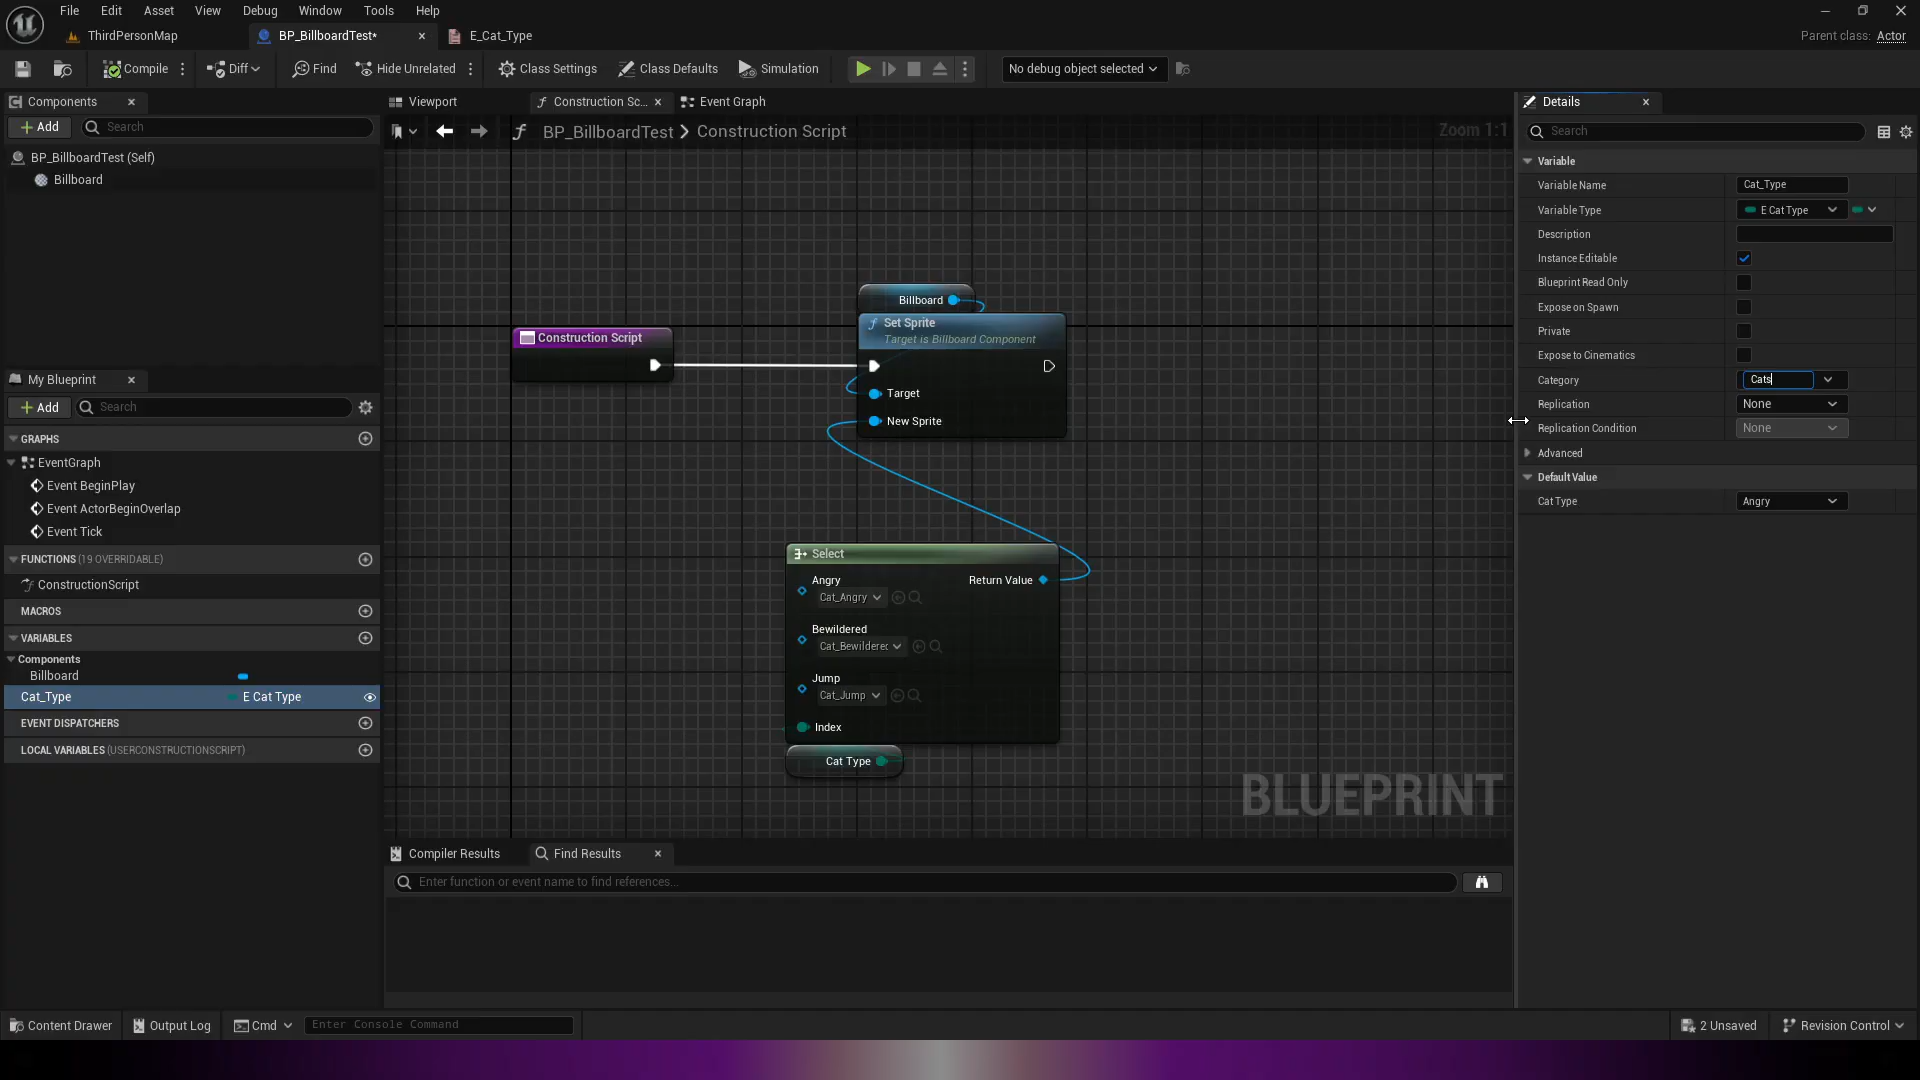 File Edit Asset View Debug Window Tools Help
ThirdPersonMap
BP_BillboardTest*
E_Cat_Type
Parent class: Actor
Compile
Diff
Find
Hide Unrelated
Class Settings
Class Defaults
Simulation
No debug object selected
Components
Add
Search
BP_BillboardTest (Self)
Billboard
My Blueprint
Add
Search
GRAPHS
EventGraph
Event BeginPlay
Event ActorBeginOverlap
Event Tick
FUNCTIONS (19 OVERRIDABLE)
ConstructionScript
MACROS
VARIABLES
Components
Billboard
Cat_Type E Cat Type
EVENT DISPATCHERS
LOCAL VARIABLES (USERCONSTRUCTIONSCRIPT)
Viewport
Construction Sc...
Event Graph
BP_BillboardTest > Construction Script
Zoom 1:1
Billboard
Set Sprite
Target is Billboard Component
Target
New Sprite
Construction Script
Select
Angry
Return Value
Cat_Angry
Bewildered
Cat_Bewildered
Jump
Cat_Jump
Index
Cat Type
BLUEPRINT
Compiler Results
Find Results
Enter function or event name to find references...
Details
Search
Variable
Variable Name Cat_Type
Variable Type E Cat Type
Description
Instance Editable
Blueprint Read Only
Expose on Spawn
Private
Expose to Cinematics
Category Cats
Replication None
Replication Condition None
Advanced
Default Value
Cat Type Angry
Content Drawer
Output Log
Cmd
Enter Console Command
2 Unsaved
Revision Control